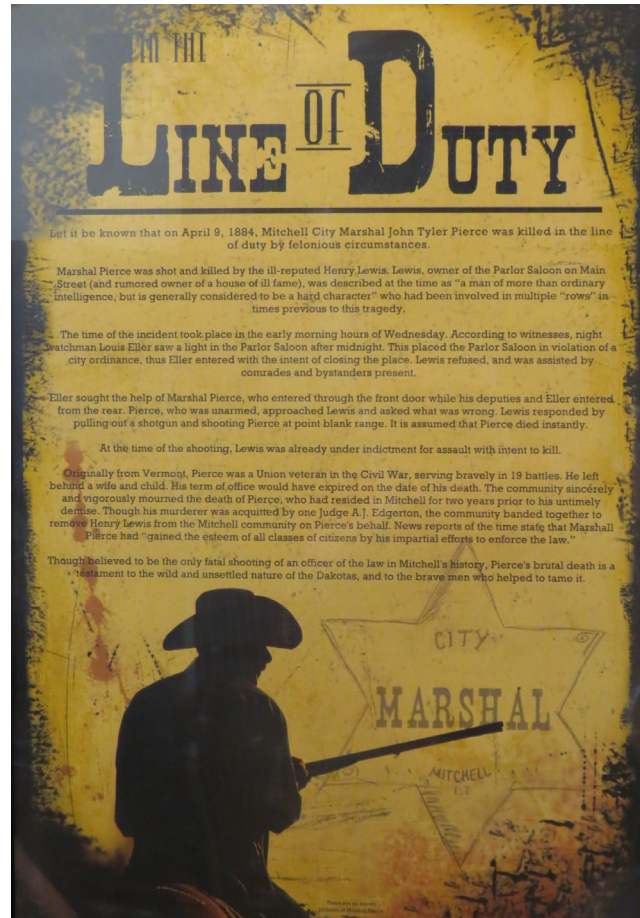 IN THE
LINE OF DUTY
Let it be known that on April 9, 1884, Mitchell City Marshal John Tyler Pierce was killed in the line
of duty by felonious circumstances.
Marshal Pierce was shot and killed by the ill-reputed Henry Lewis. Lewis, owner of the Parlor Saloon on Main
Street (and rumored owner of a house of ill fame), was described at the time as “a man of more than ordinary
intelligence, but is generally considered to be a hard character” who had been involved in multiple “rows” in
times previous to this tragedy.
The time of the incident took place in the early morning hours of Wednesday. According to witnesses, night
watchman Louis Eller saw a light in the Parlor Saloon after midnight. This placed the Parlor Saloon in violation of a
city ordinance, thus Eller entered with the intent of closing the place. Lewis refused, and was assisted by
comrades and bystanders present.
Eller sought the help of Marshal Pierce, who entered through the front door while his deputies and Eller entered
from the rear. Pierce, who was unarmed, approached Lewis and asked what was wrong. Lewis responded by
pulling out a shotgun and shooting Pierce at point blank range. It is assumed that Pierce died instantly.
At the time of the shooting, Lewis was already under indictment for assault with intent to kill.
Originally from Vermont, Pierce was a Union veteran in the Civil War, serving bravely in 19 battles. He left
behind a wife and child. His term of office would have expired on the date of his death. The community sincerely
and vigorously mourned the death of Pierce, who had resided in Mitchell for two years prior to his untimely
demise. Though his murderer was acquitted by one Judge A.J. Edgerton, the community banded together to
remove Henry Lewis from the Mitchell community on Pierce's behalf. News reports of the time state that Marshall
Pierce had “gained the esteem of all classes of citizens by his impartial efforts to enforce the law.”
Though believed to be the only fatal shooting of an officer of the law in Mitchell's history, Pierce's brutal death is a
testament to the wild and unsettled nature of the Dakotas, and to the brave men who helped to tame it.
CITY
MARSHAL
MITCHELL
DT